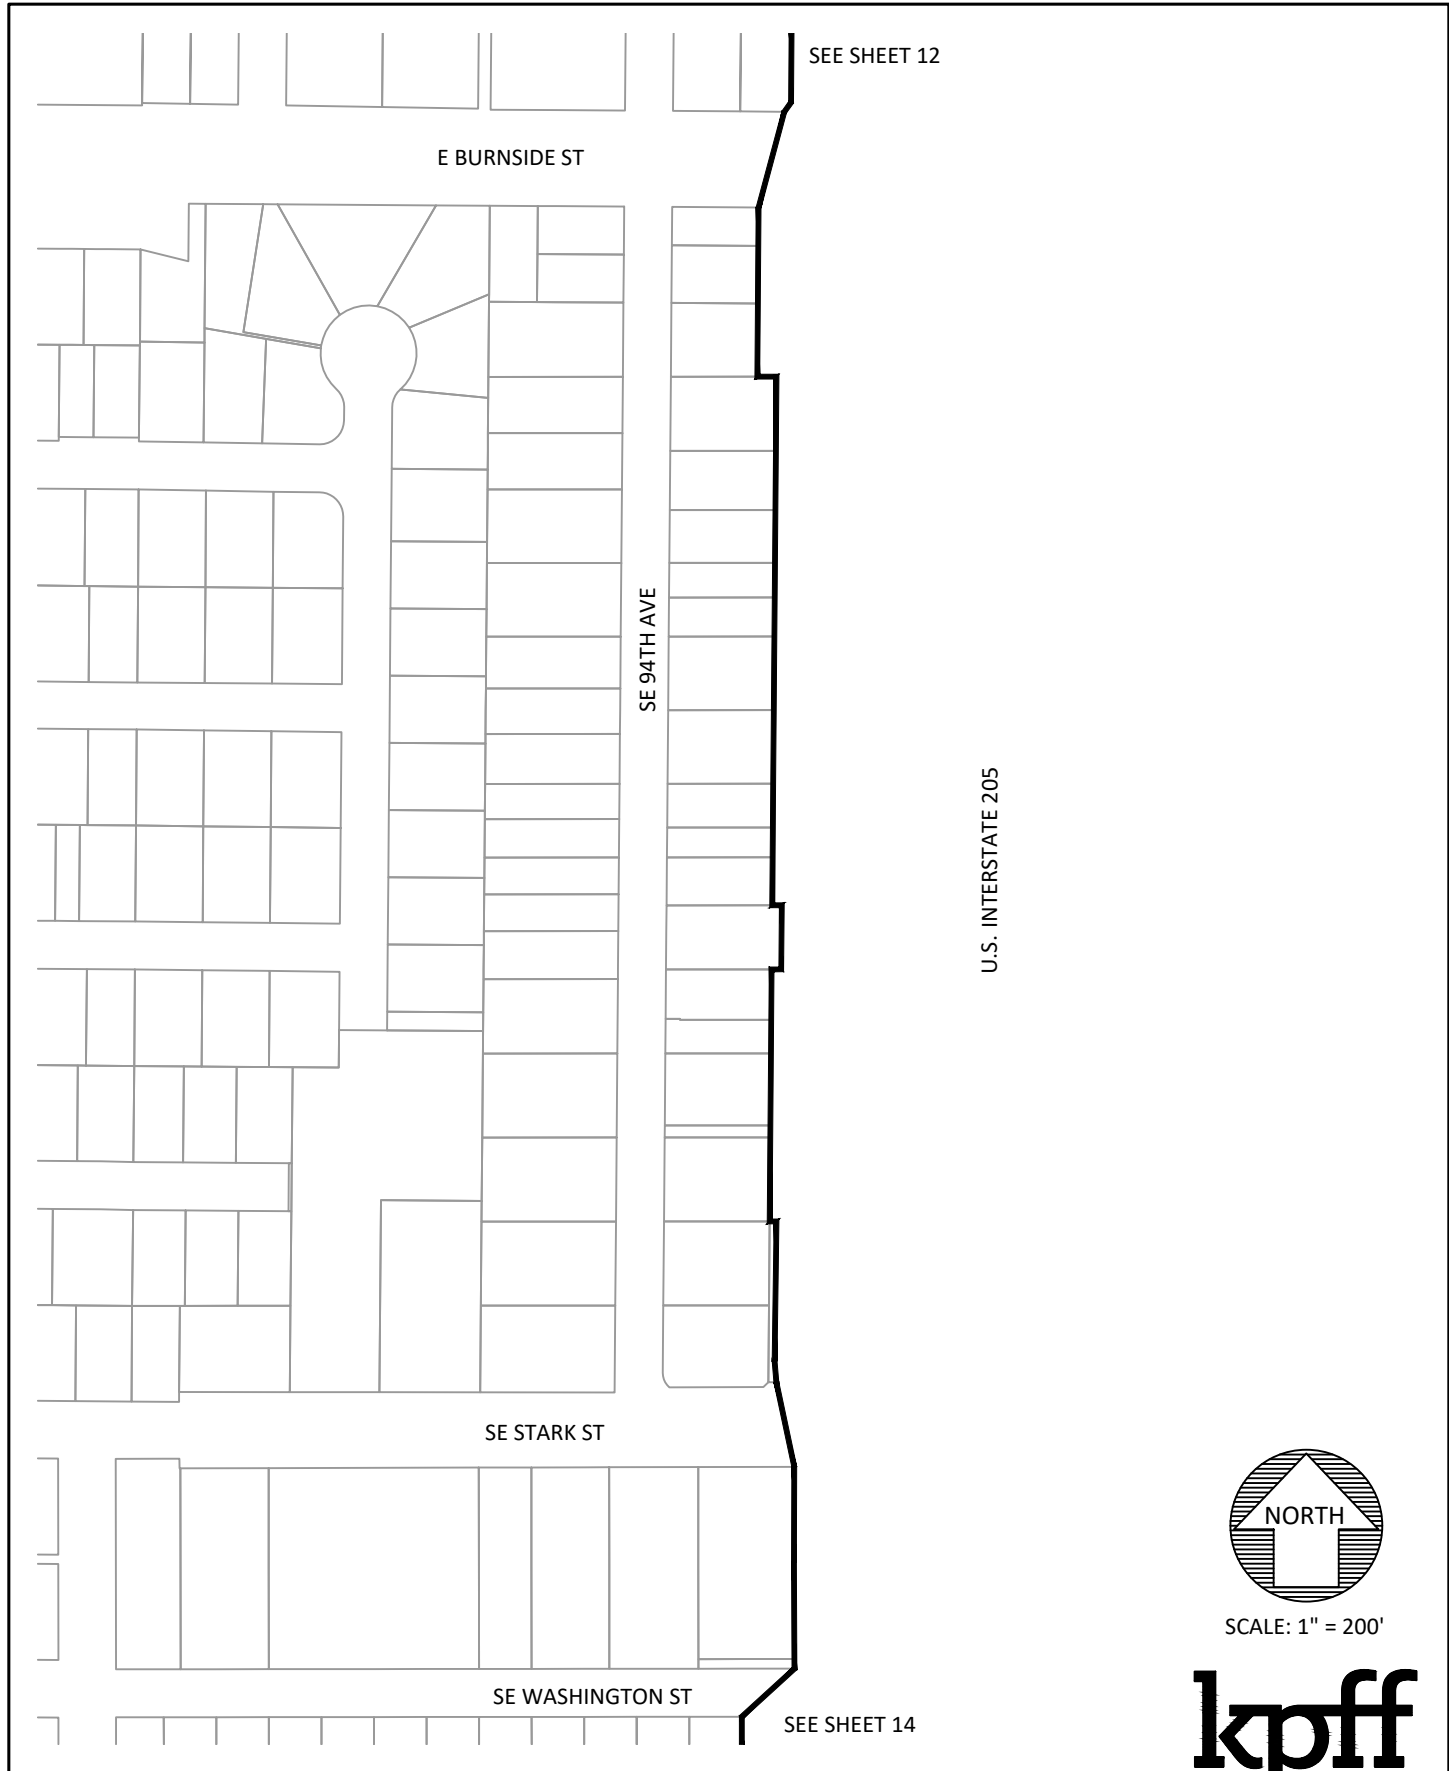 SEE SHEET 12
E BURNSIDE ST
SE 94TH AVE
U.S. INTERSTATE 205
SE STARK ST
NORTH
SCALE: 1" = 200'
SE WASHINGTON ST
SEE SHEET 14
kpff